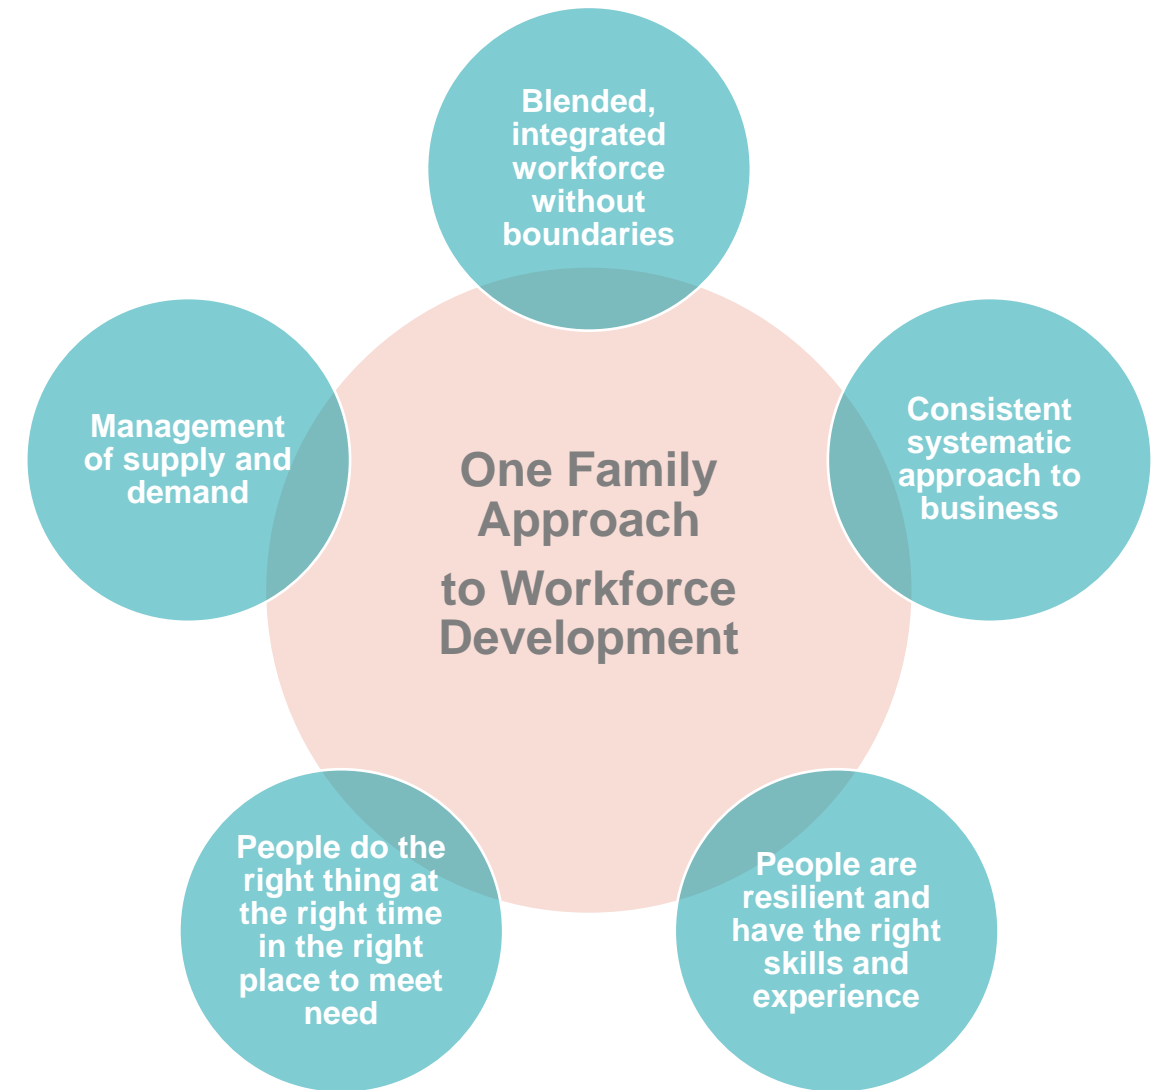 Blended,
integrated
workforce
without
boundaries
Consistent
systematic
approach to
business
People are
resilient and
have the right
skills and
experience
People do the
right thing at
the right time
in the right
place to meet
need
Management
of supply and
demand
One Family
Approach
to Workforce
Development